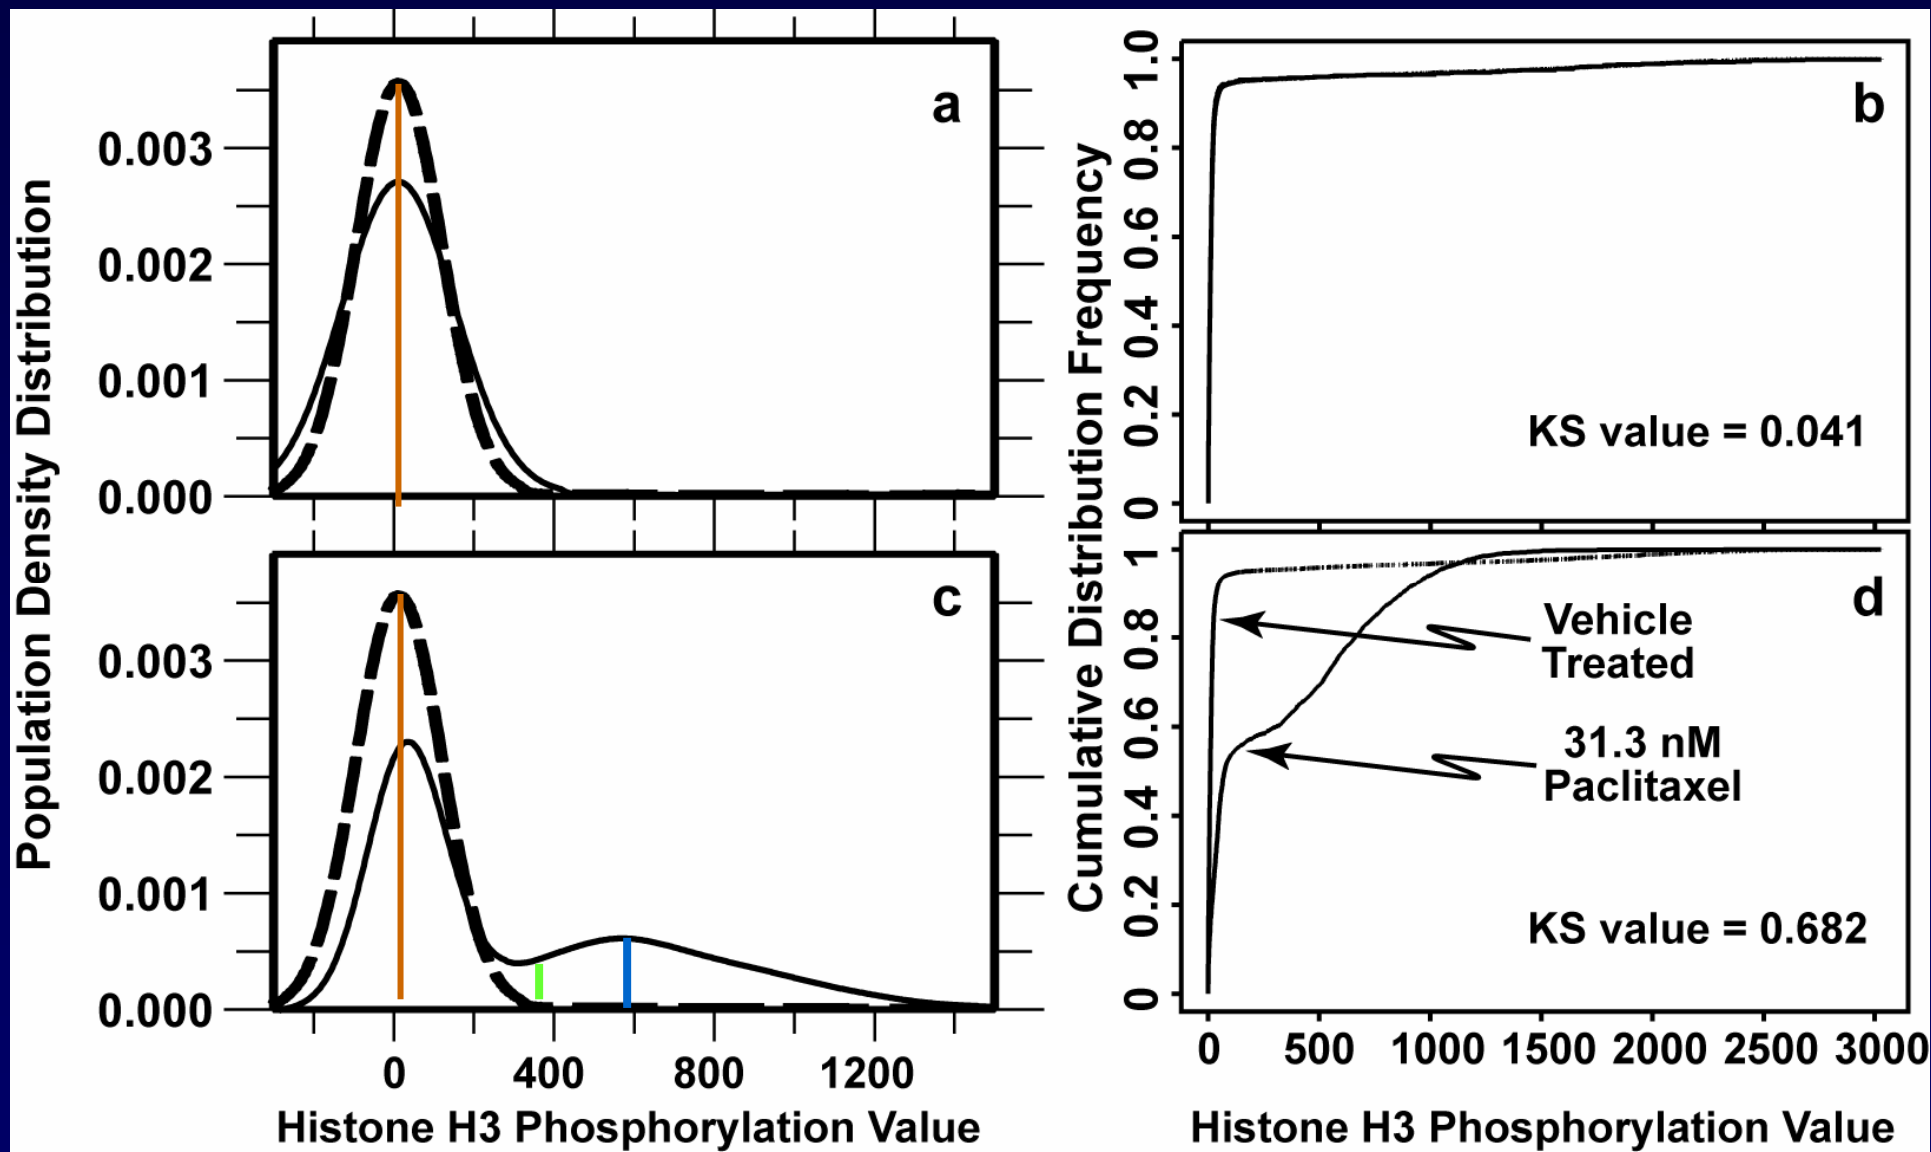 Population Density Distribution
a
0.003
0.002
0.001
0.000
c
0.003
0.002
0.001
0.000
0 400 800 1200
Histone H3 Phosphorylation Value
Cumulative Distribution Frequency
b
1.0
0.8
0.6
0.4
0.2
0
KS value = 0.041
d
1
0.8
0.6
0.4
0.2
0
Vehicle
Treated
31.3 nM
Paclitaxel
KS value = 0.682
0 500 1000 1500 2000 2500 3000
Histone H3 Phosphorylation Value